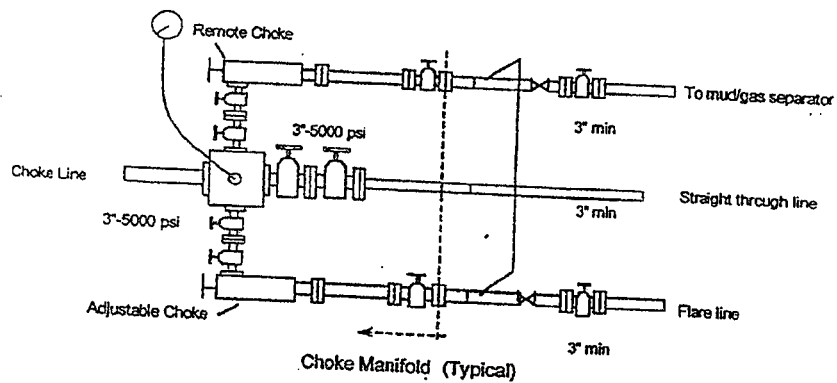 Remote Choke
To mud/gas separator
3" min
3"-5000 psi
Choke Line
Straight through line
3" min
3"-5000 psi
Adjustable Choke
Flare line
3" min
Choke Manifold (Typical)